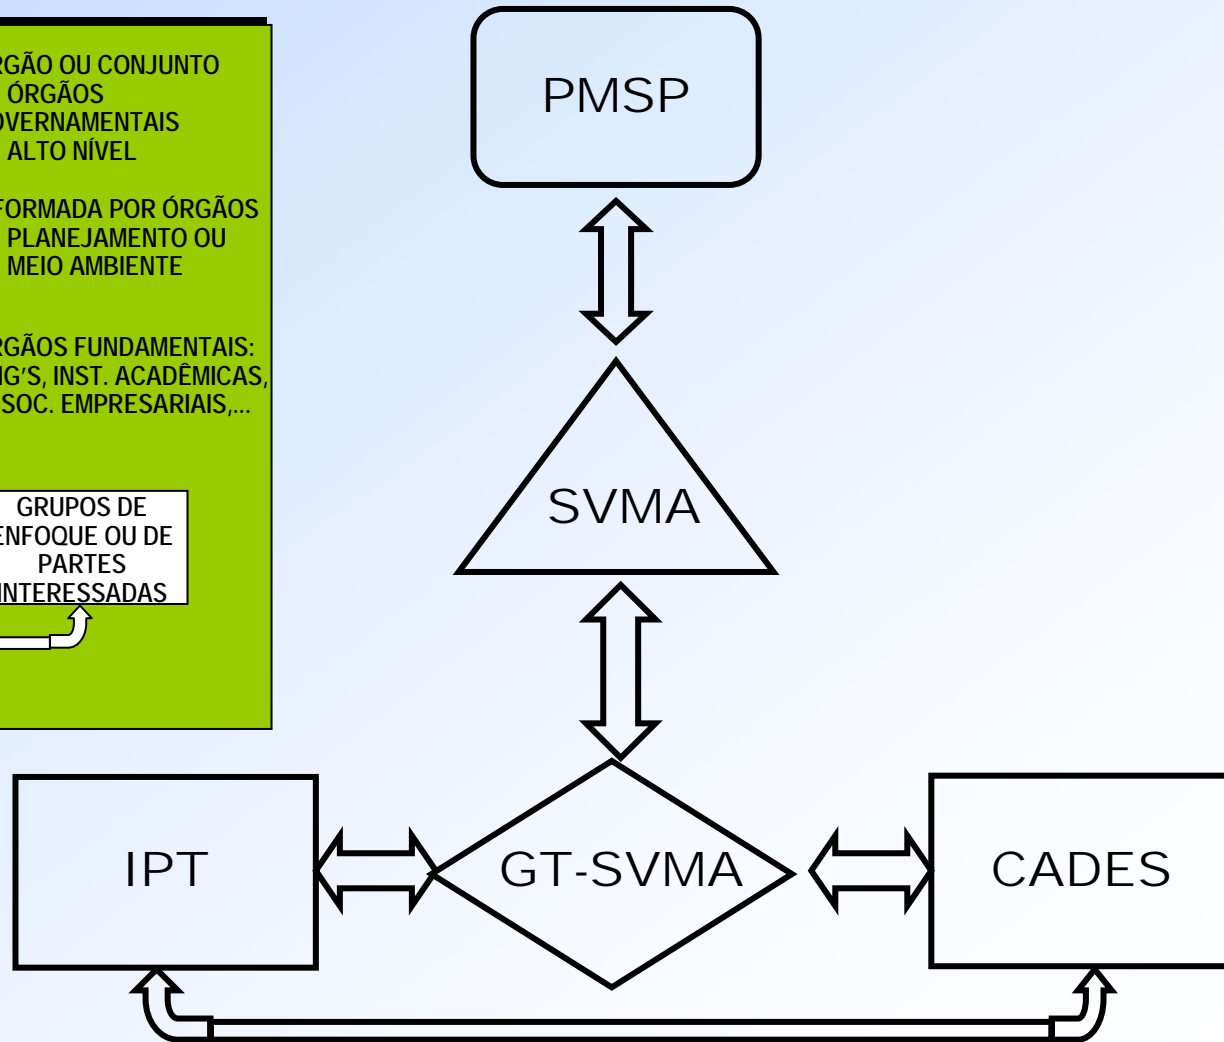 RGÃO OU CONJUNTO
ÓRGÃOS
OVERNAMENTAIS
ALTO NÍVEL
FORMADA POR ÓRGÃOS
PLANEJAMENTO OU
MEIO AMBIENTE
RGÃOS FUNDAMENTAIS:
NG'S, INST. ACADÊMICAS,
SOC. EMPRESARIAIS,...
GRUPOS DE
ENFOQUE OU DE
PARTES
INTERESSADAS
PMSP
SVMA
IPT
GT-SVMA
CADES